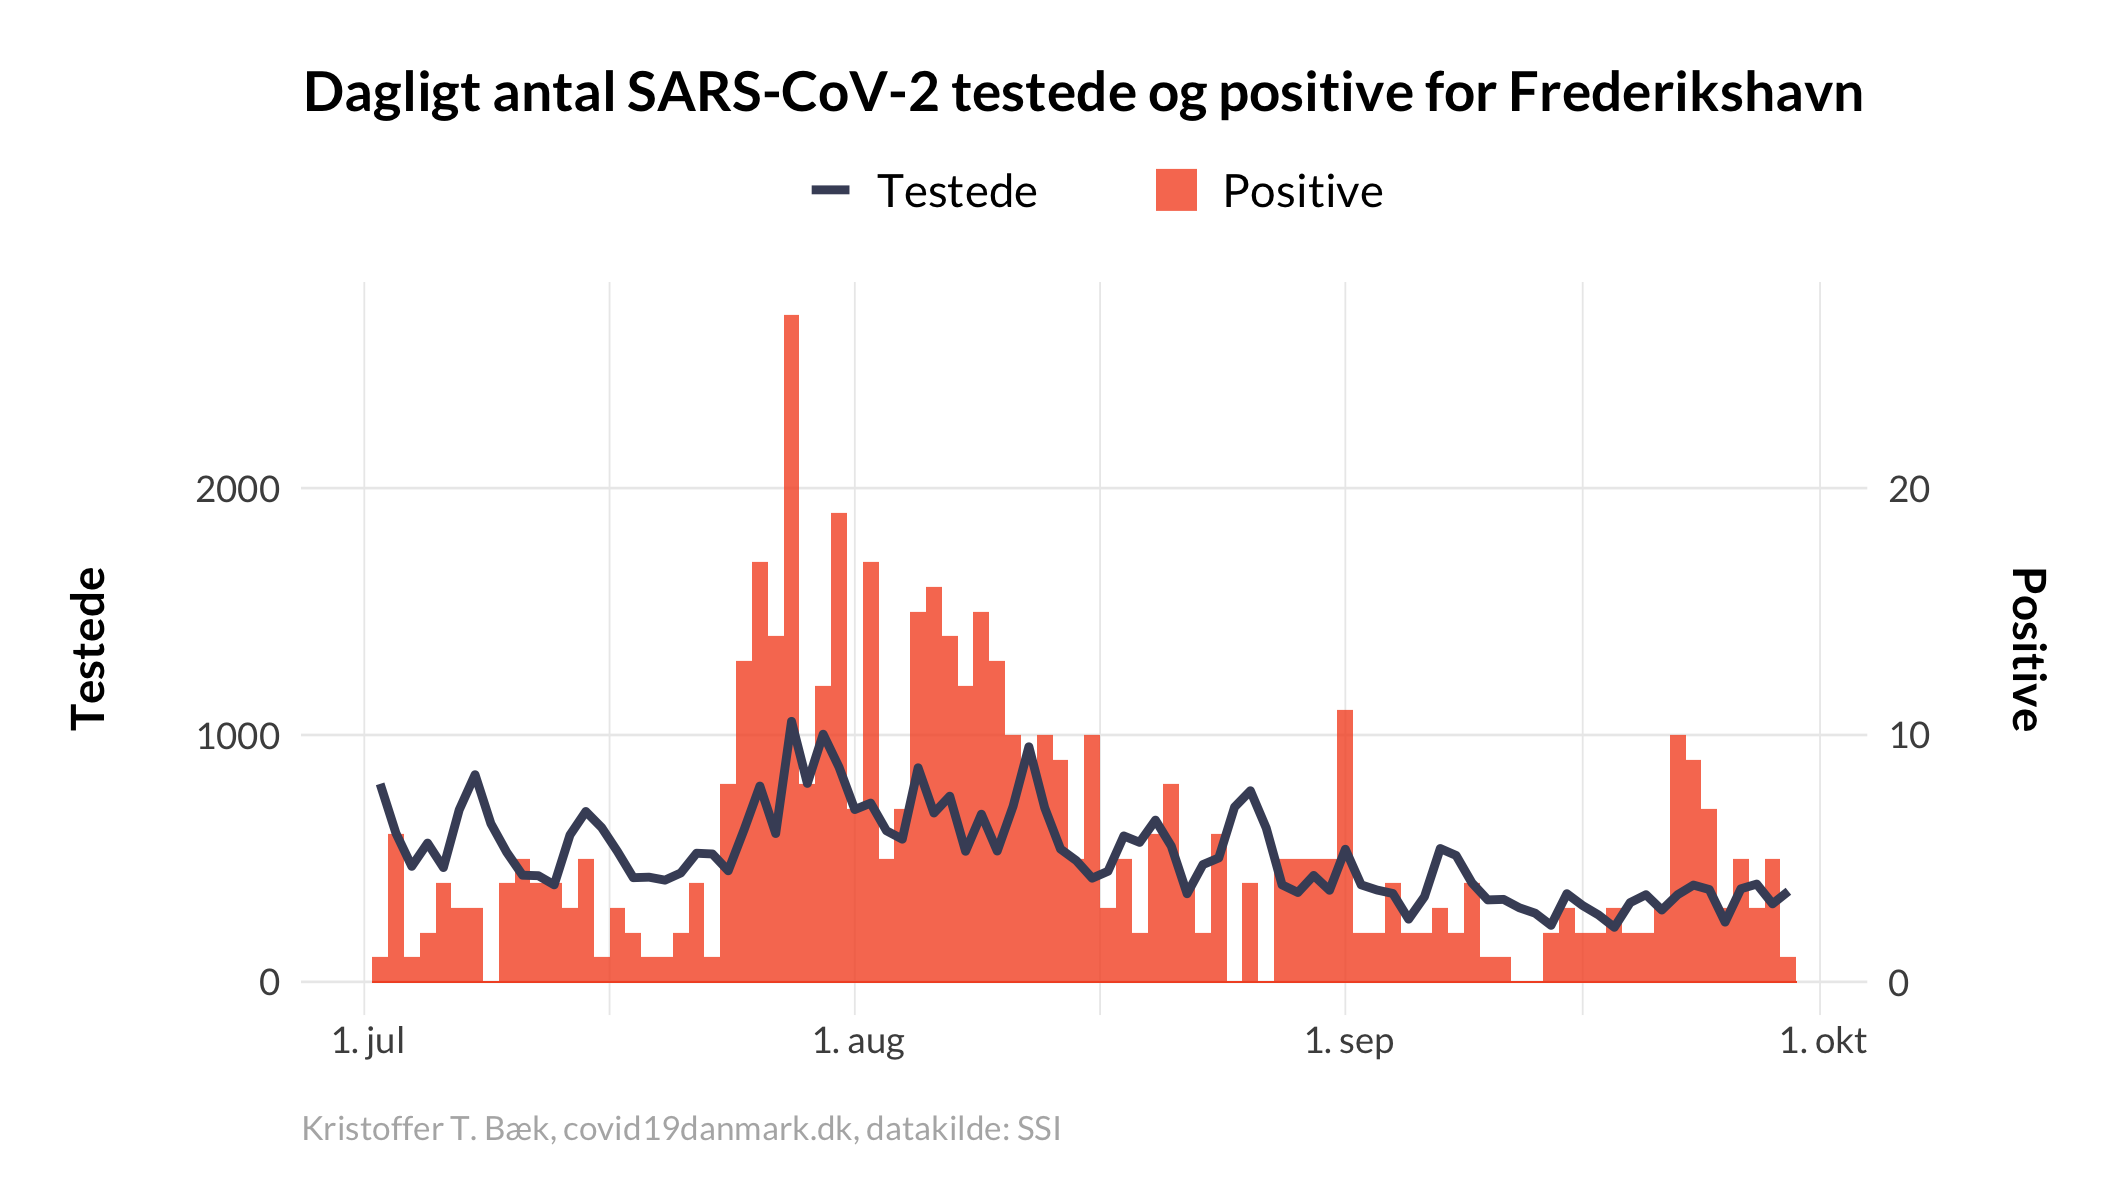 Dagligt antal SARS-CoV-2 testede og positive for Frederikshavn
Testede Positive
2000 20
1000 10
0 0
Testede
Positive
1. jul 1. aug 1. sep 1. okt
Kristoffer T. Bæk, covid19danmark.dk, datakilde: SSI